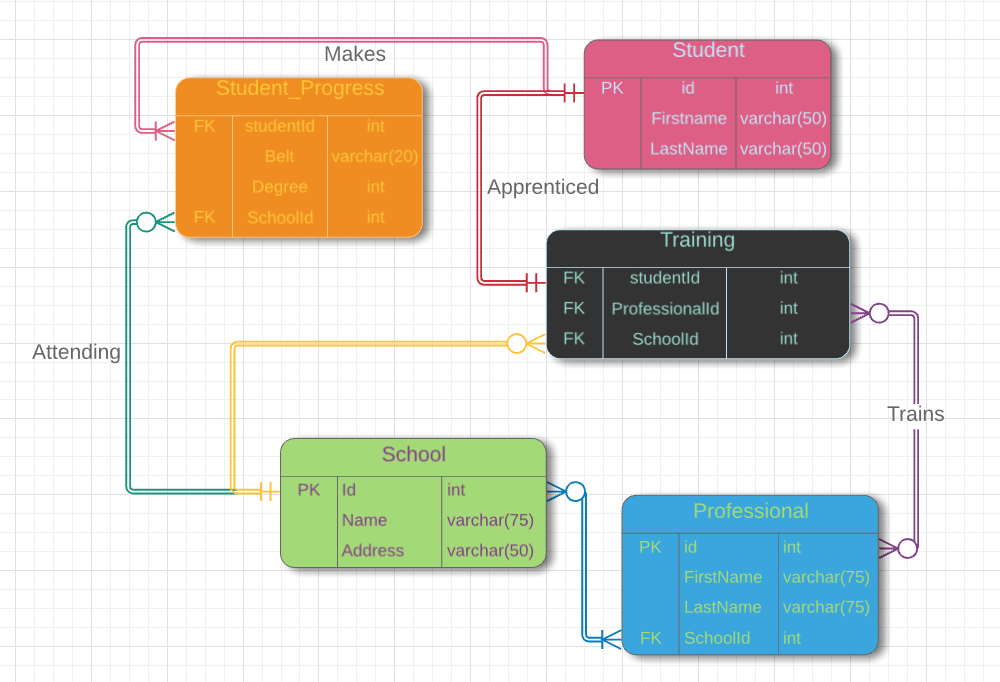 Makes
Student
PK id int
Firstname varchar(50)
LastName varchar(50)
Student_Progress
FK studentId int
Belt varchar(20)
Degree int
FK SchoolId int
Apprenticed
Training
FK studentId int
FK ProfessionalId int
FK SchoolId int
Attending
Trains
School
PK Id int
Name varchar(75)
Address varchar(50)
Professional
PK id int
FirstName varchar(75)
LastName varchar(75)
FK SchoolId int